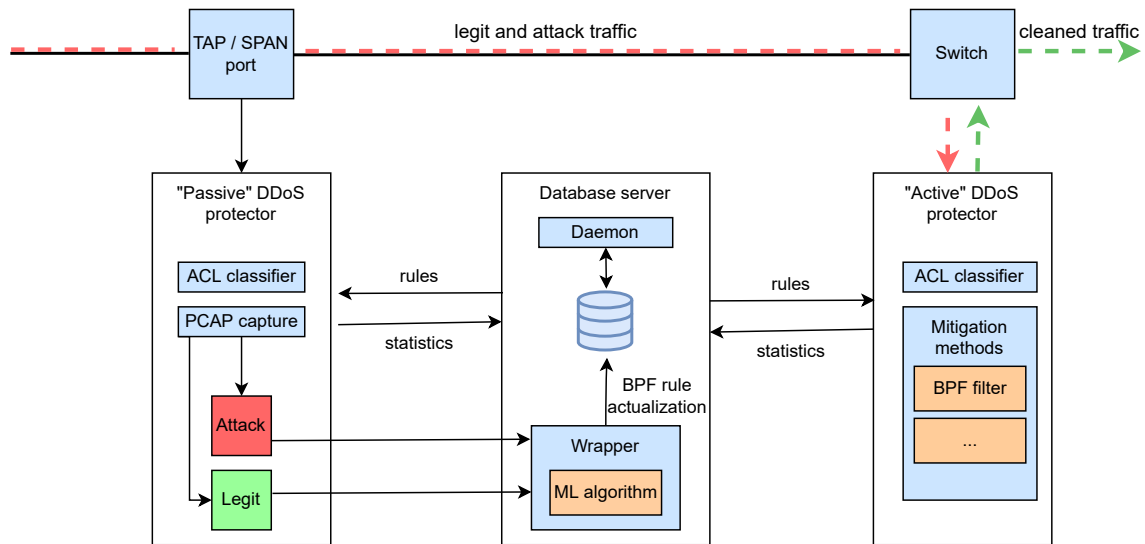 TAP / SPAN
port
legit and attack traffic
Switch
cleaned traffic
"Passive" DDoS
protector
ACL classifier
PCAP capture
Attack
Legit
rules
statistics
Database server
Daemon
BPF rule
actualization
Wrapper
ML algorithm
rules
statistics
"Active" DDoS
protector
ACL classifier
Mitigation
methods
BPF filter
...